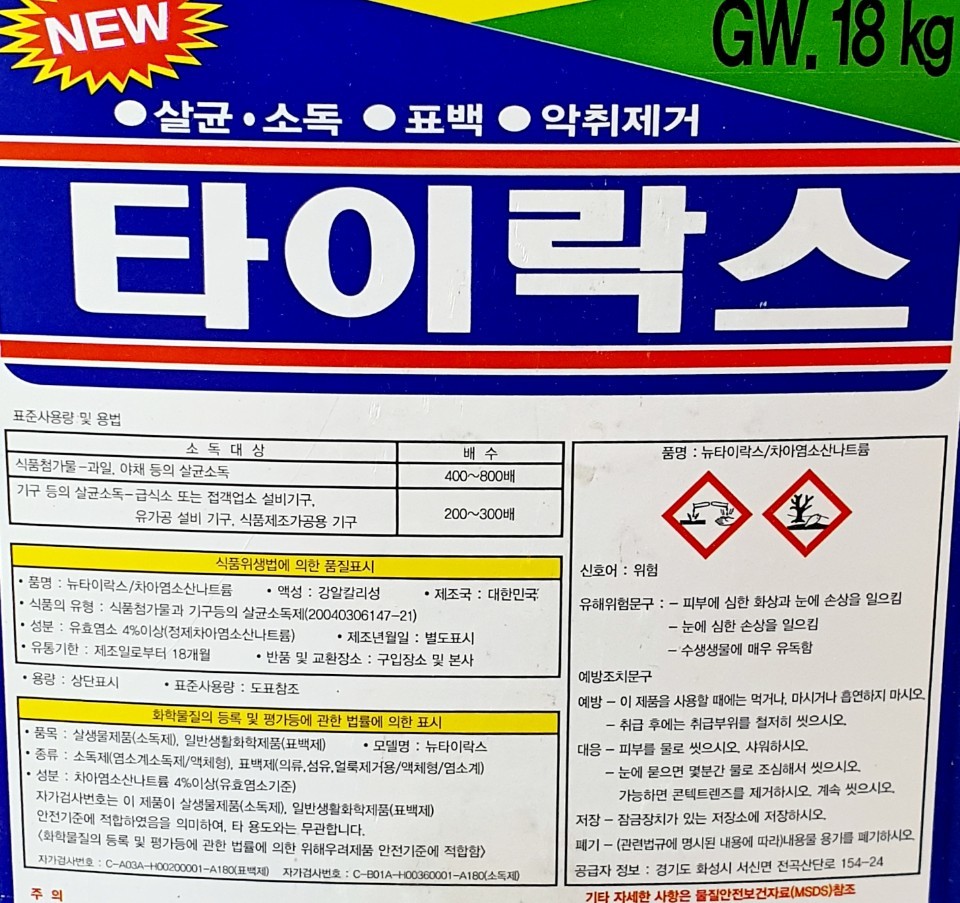 NEW
GW. 18 kg
●살균·소독 ●표백 ●악취제거
타이락스
표준사용량 및 용법
소 독 대 상 배 수
식품첨가물-과일, 야채 등의 살균소독 400~800배
기구 등의 살균소독- 급식소 또는 접객업소 설비기구,
유가공 설비 기구, 식품제조가공용 기구 200~300배
식품위생법에 의한 품질표시
• 품명 : 뉴타이락스/차아염소산나트륨 • 액성 : 강알칼리성 • 제조국 : 대한민국
• 식품의 유형 : 식품첨가물과 기구등의 살균소독제(20040306147-21)
• 성분 : 유효염소 4%이상(정제차아염소산나트륨) • 제조년월일 : 별도표시
• 유통기한 : 제조일로부터 18개월 • 반품 및 교환장소 : 구입장소 및 본사
• 용량 : 상단표시 • 표준사용량 : 도표참조
화학물질의 등록 및 평가등에 관한 법률에 의한 표시
• 품목 : 살생물제품(소독제), 일반생활화학제품(표백제) • 모델명 : 뉴타이락스
• 종류 : 소독제(염소계소독제/액체형), 표백제(의류,섬유,얼룩제거용/액체형/염소계)
• 성분 : 차아염소산나트륨 4%이상(유효염소기준)
자가검사번호는 이 제품이 살생물제품(소독제), 일반생활화학제품(표백제)
안전기준에 적합하였음을 의미하여, 타 용도와는 무관합니다.
<화학물질의 등록 및 평가등에 관한 법률에 의한 위해우려제품 안전기준에 적합함>
자가검사번호 : C-A03A-H00200001-A180(표백제) 자가검사번호 : C-B01A-H00360001-A180(소독제)
주 의
품명 : 뉴타이락스/차아염소산나트륨
신호어 : 위험
유해위험문구 : - 피부에 심한 화상과 눈에 손상을 일으킴
- 눈에 심한 손상을 일으킴
- 수생생물에 매우 유독함
예방조치문구
예방 - 이 제품을 사용할 때에는 먹거나, 마시거나 흡연하지 마시오.
- 취급 후에는 취급부위를 철저히 씻으시오.
대응 - 피부를 물로 씻으시오, 샤워하시오.
- 눈에 묻으면 몇분간 물로 조심해서 씻으시오.
가능하면 콘텍트렌즈를 제거하시오. 계속 씻으시오.
저장 - 잠금장치가 있는 저장소에 저장하시오.
폐기 - (관련법규에 명시된 내용에 따라)내용물 용기를 폐기하시오.
공급자 정보 : 경기도 화성시 서신면 전곡산단로 154-24
기타 자세한 사항은 물질안전보건자료(MSDS)참조